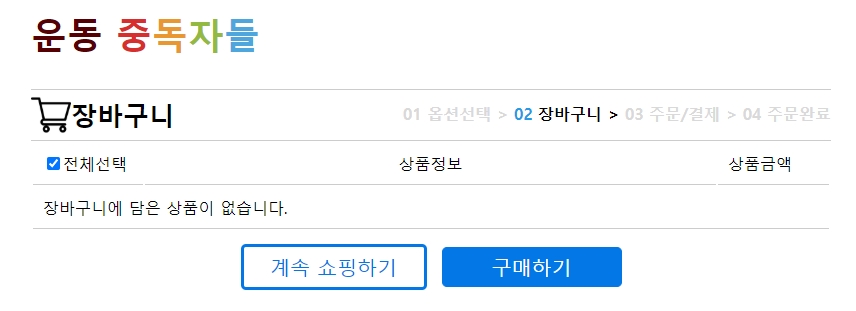 운동 중독자들
장바구니 01 옵션선택 > 02 장바구니 > 03 주문/결제 > 04 주문완료
전체선택 상품정보 상품금액
장바구니에 담은 상품이 없습니다.
계속 쇼핑하기 구매하기